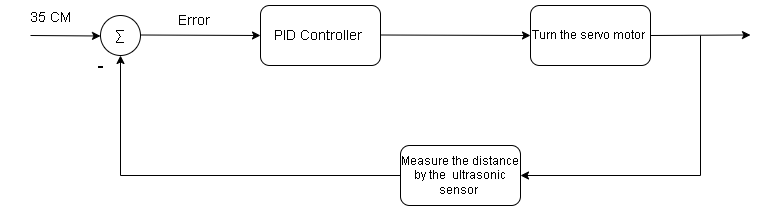 35 CM
Error
Σ
PID Controller
Turn the servo motor
-
Measure the distance
by the ultrasonic
sensor